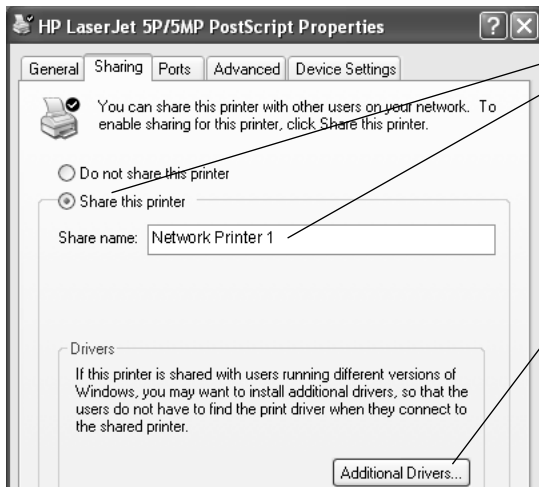 HP LaserJet 5P/5MP PostScript Properties
General Sharing Ports Advanced Device Settings
You can share this printer with other users on your network. To
enable sharing for this printer, click Share this printer.
Do not share this printer
Share this printer
Share name: Network Printer 1
Drivers
If this printer is shared with users running different versions of
Windows, you may want to install additional drivers, so that the
users do not have to find the print driver when they connect to
the shared printer.
Additional Drivers...